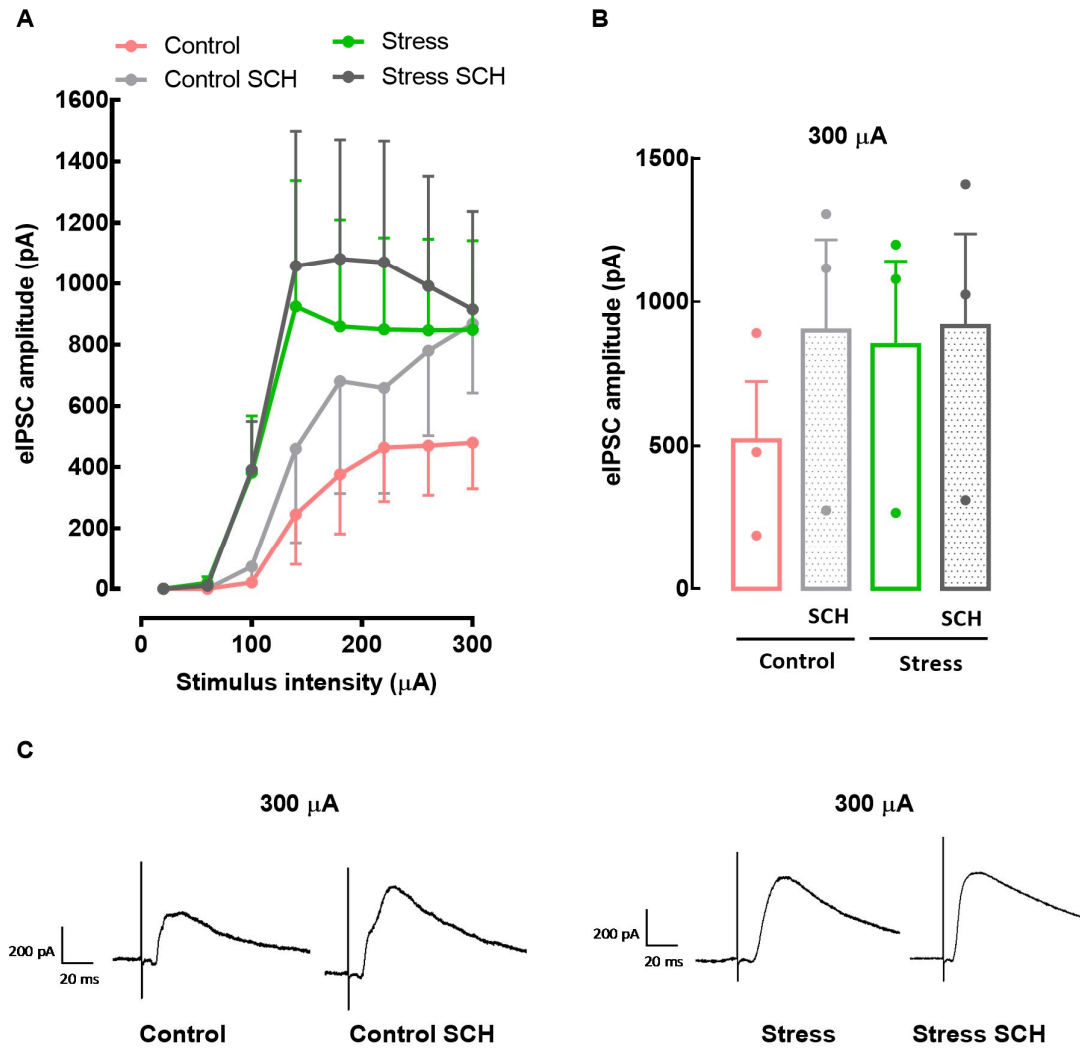 A
Control
Stress
Control SCH
Stress SCH
1600
1400
1200
1000
800
600
400
200
0
eIPSC amplitude (pA)
0
100
200
300
Stimulus intensity (μA)
B
300 μA
1500
1000
500
0
eIPSC amplitude (pA)
SCH
SCH
Control
Stress
C
300 μA
300 μA
200 pA
20 ms
200 pA
20 ms
Control
Control SCH
Stress
Stress SCH